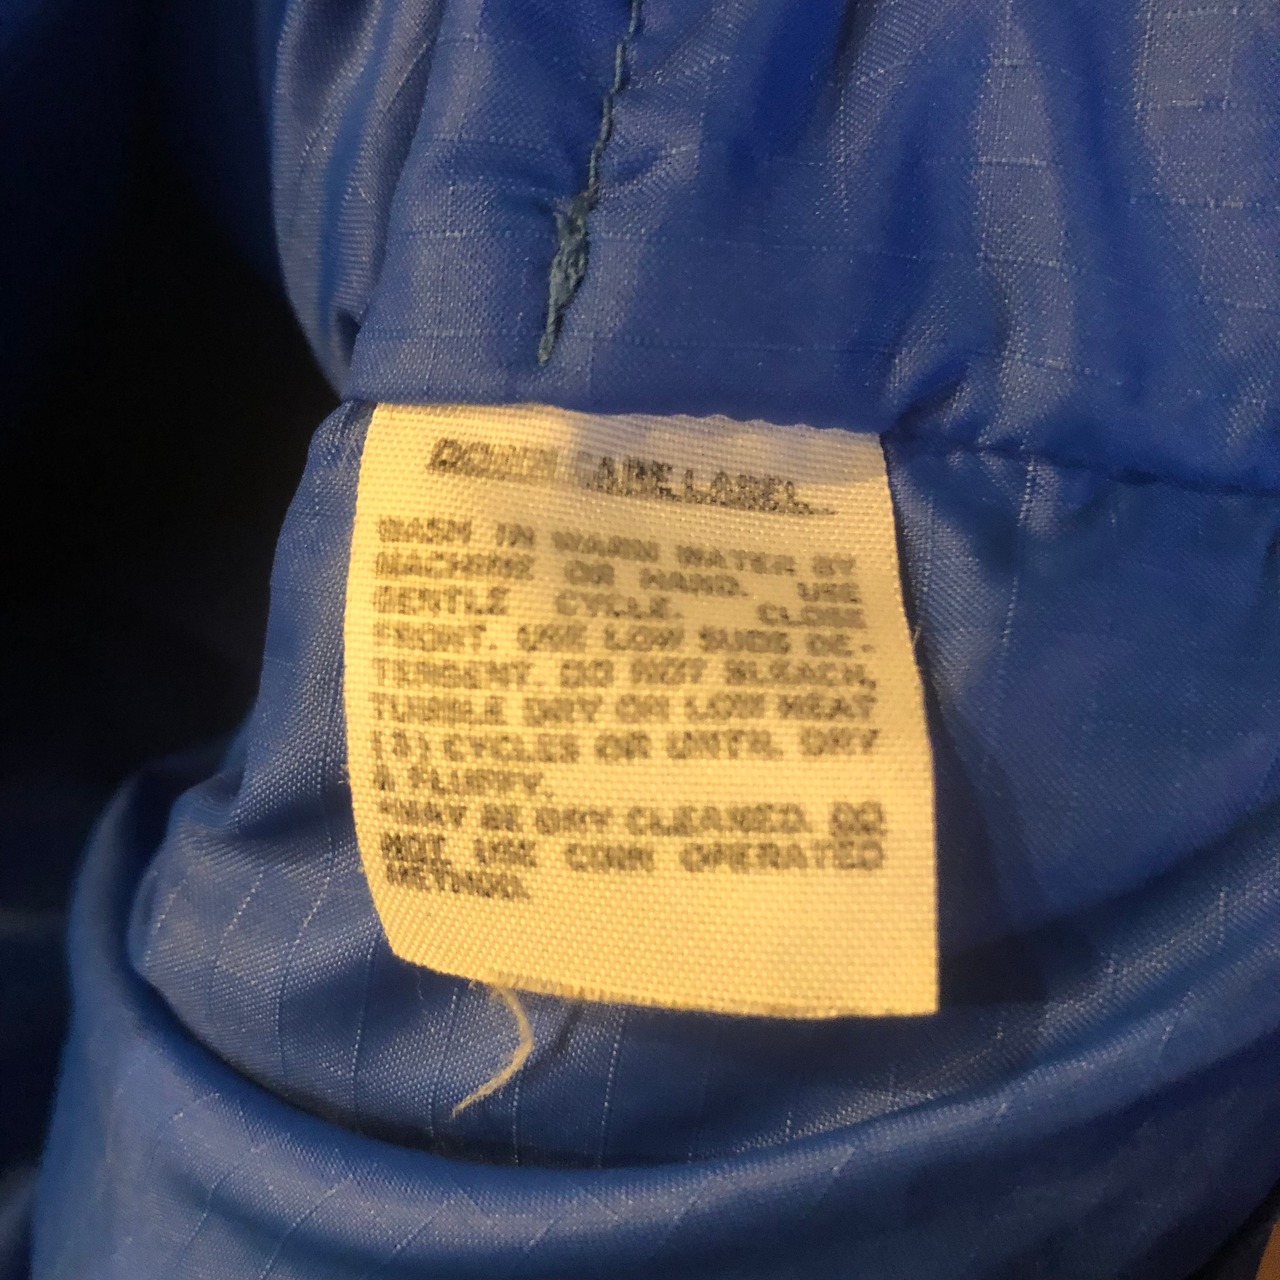 DOWN CARE LABEL
WASH IN WARM WATER BY
MACHINE OR HAND. USE
GENTLE CYCLE. CLOSE
FRONT. USE LOW SUDS DE-
TERGENT. DO NOT BLEACH.
TUMBLE DRY OR LOW HEAT
(3) CYCLES OR UNTIL DRY
& FLUFFY.
*MAY BE DRY CLEANED. DO
NOT USE COIN OPERATED
METHOD.